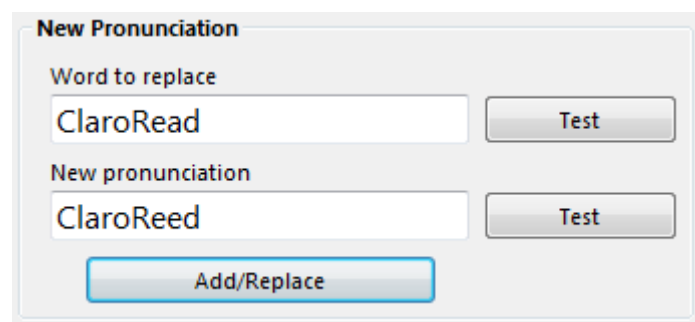 New Pronunciation
Word to replace
ClaroRead Test
New pronunciation
ClaroReed Test
Add/Replace